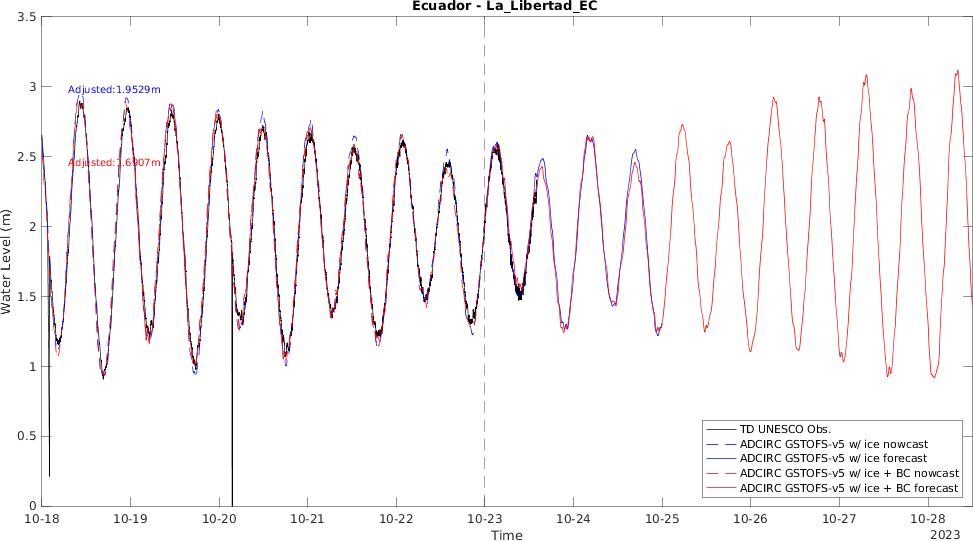 Ecuador - La_Libertad_EC
3.5
3
2.5
2
1.5
1
0.5
0
Water Level (m)
Adjusted:1.9529m
Adjusted:1.6907m
TD UNESCO Obs.
ADCIRC GSTOFS-v5 w/ ice nowcast
ADCIRC GSTOFS-v5 w/ ice forecast
ADCIRC GSTOFS-v5 w/ ice + BC nowcast
ADCIRC GSTOFS-v5 w/ ice + BC forecast
10-18 10-19 10-20 10-21 10-22 10-23 10-24 10-25 10-26 10-27 10-28
Time
2023